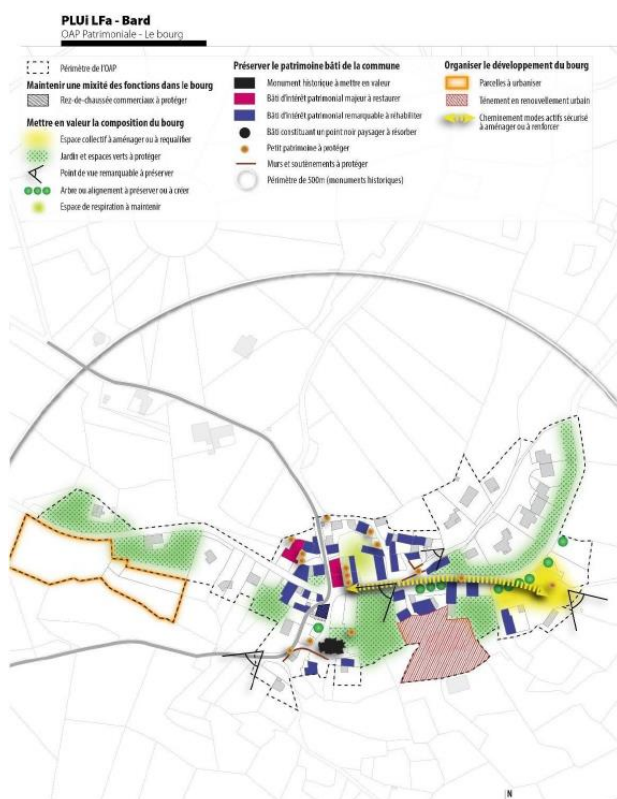 PLUi LFa - Bard
OAP Patrimoniale - Le bourg
Périmètre de l'OAP
Maintenir une mixité des fonctions dans le bourg
Rez-de-chaussée commerciaux à protéger
Mettre en valeur la composition du bourg
Espace collectif à aménager ou à requalifier
Jardin et espaces verts à protéger
Point de vue remarquable à préserver
Arbre ou alignement à préserver ou à créer
Espace de respiration à maintenir
Préserver le patrimoine bâti de la commune
Monument historique à mettre en valeur
Bâti d'intérêt patrimonial majeur à restaurer
Bâti d'intérêt patrimonial remarquable à réhabiliter
Bâti constituant un point noir paysager à résorber
Petit patrimoine à protéger
Murs et soutènements à protéger
Périmètre de 500m (monuments historiques)
Organiser le développement du bourg
Parcelles à urbaniser
Ténement en renouvellement urbain
Cheminement modes actifs sécurisé
à aménager ou à renforcer
N